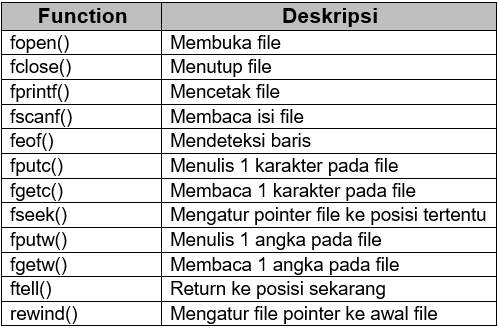 Function Deskripsi
fopen() Membuka file
fclose() Menutup file
fprintf() Mencetak file
fscanf() Membaca isi file
feof() Mendeteksi baris
fputc() Menulis 1 karakter pada file
fgetc() Membaca 1 karakter pada file
fseek() Mengatur pointer file ke posisi tertentu
fputw() Menulis 1 angka pada file
fgetw() Membaca 1 angka pada file
ftell() Return ke posisi sekarang
rewind() Mengatur file pointer ke awal file